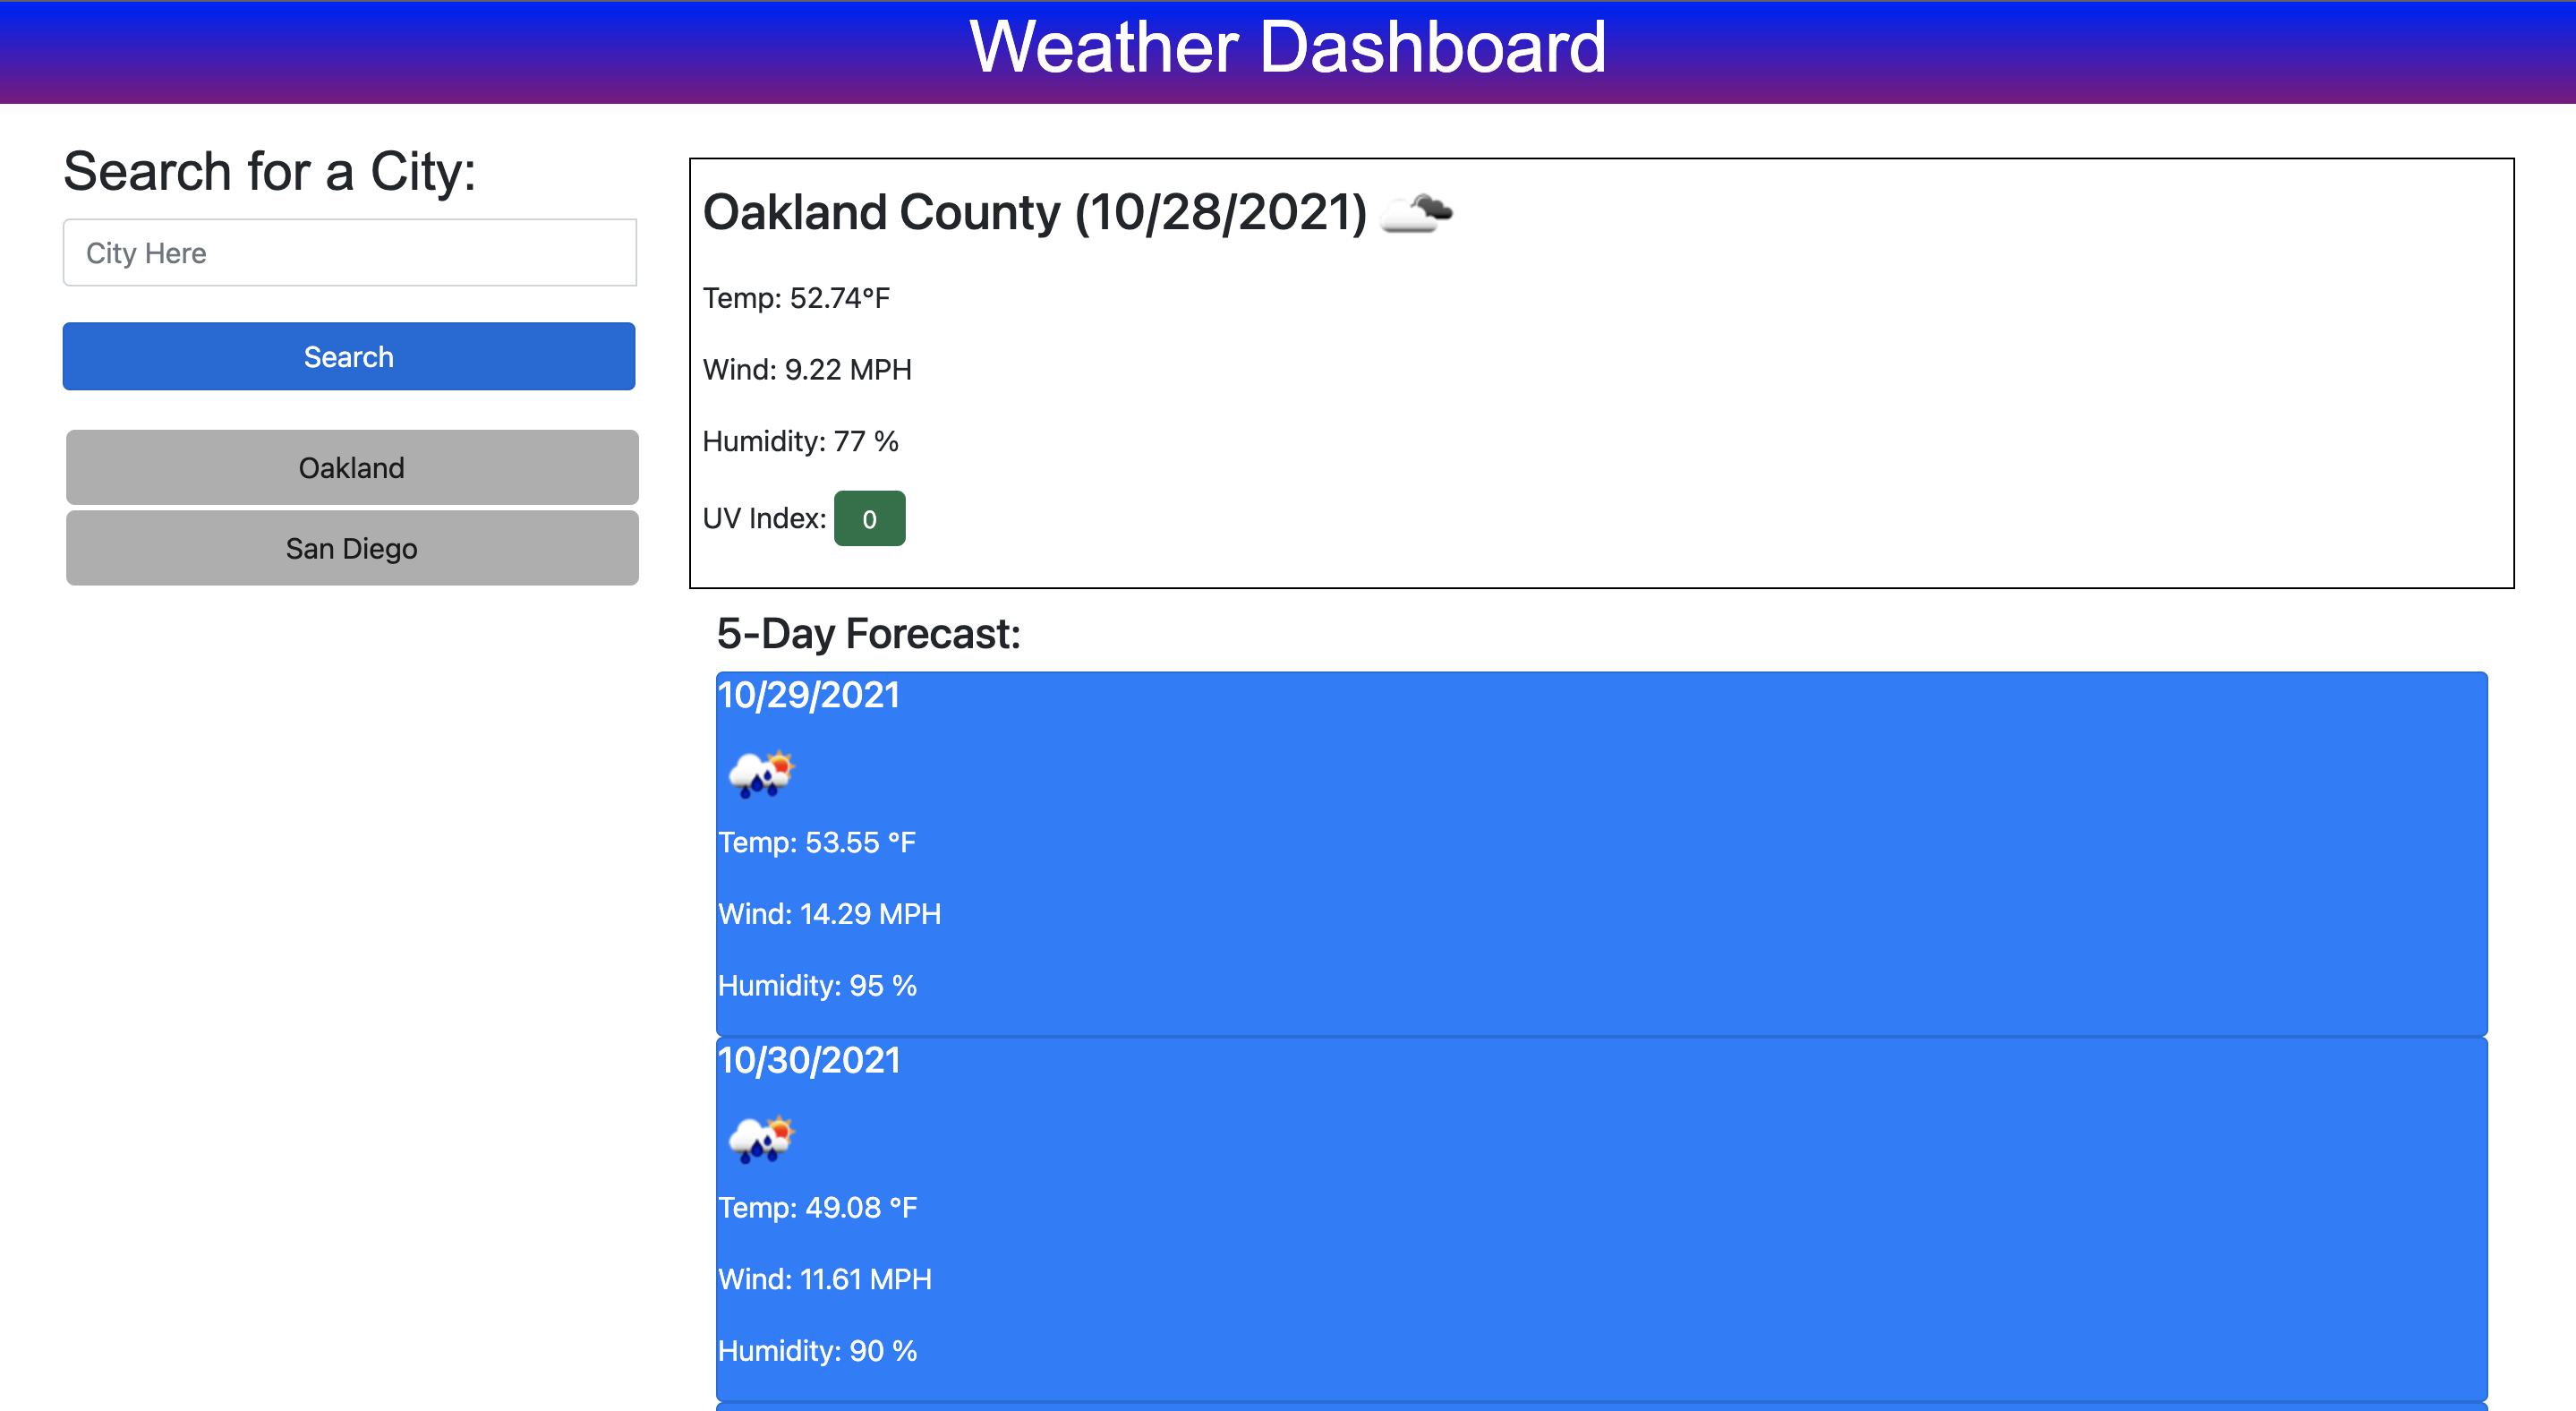 Weather Dashboard
Search for a City:
City Here
Search
Oakland
San Diego
Oakland County (10/28/2021)
Temp: 52.74°F
Wind: 9.22 MPH
Humidity: 77 %
UV Index: 0
5-Day Forecast:
10/29/2021
Temp: 53.55 °F
Wind: 14.29 MPH
Humidity: 95 %
10/30/2021
Temp: 49.08 °F
Wind: 11.61 MPH
Humidity: 90 %